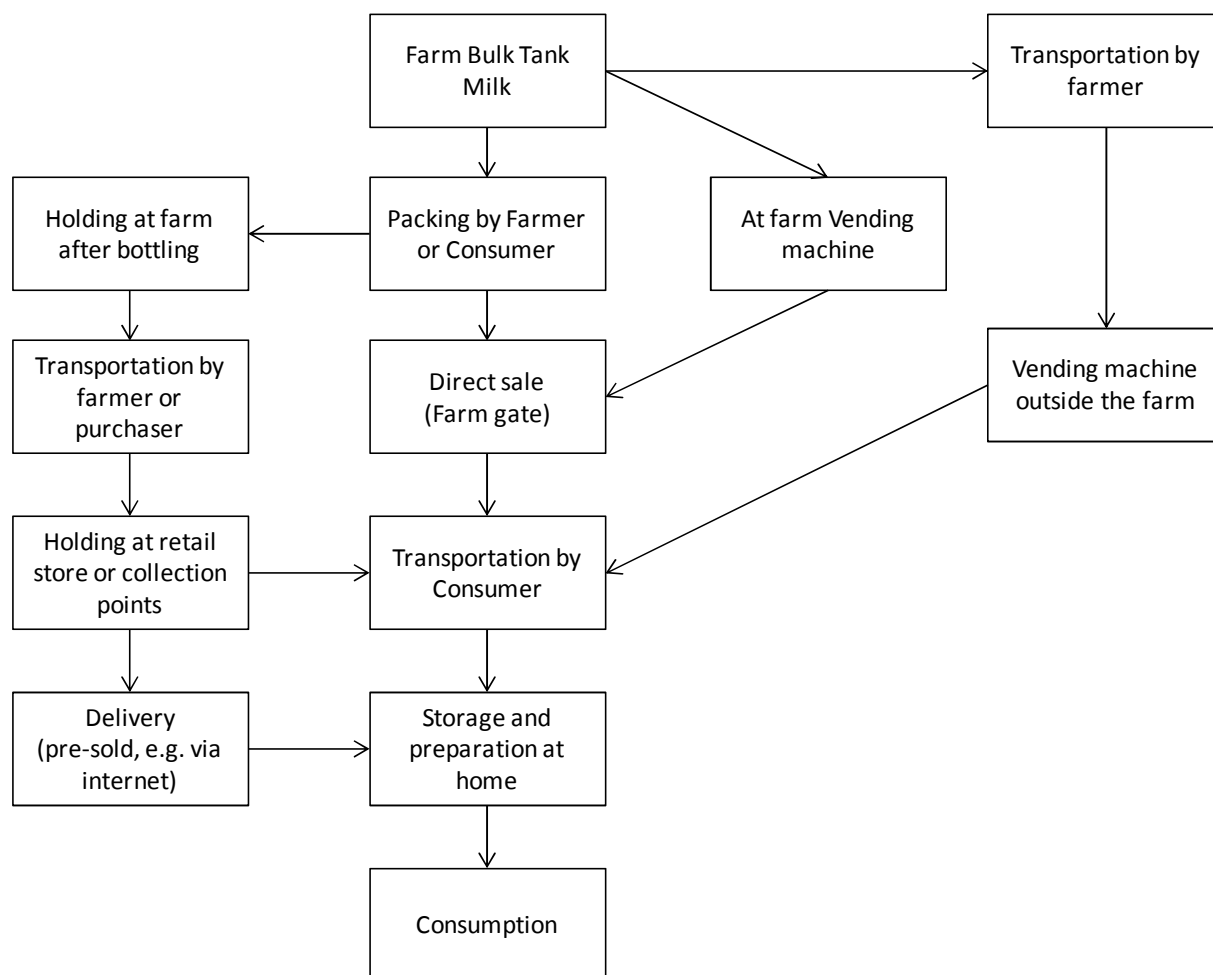 Farm Bulk Tank
Milk
Transportation by
farmer
Holding at farm
after bottling
Packing by Farmer
or Consumer
At farm Vending
machine
Transportation by
farmer or
purchaser
Direct sale
(Farm gate)
Vending machine
outside the farm
Holding at retail
store or collection
points
Transportation by
Consumer
Delivery
(pre-sold, e.g. via
internet)
Storage and
preparation at
home
Consumption